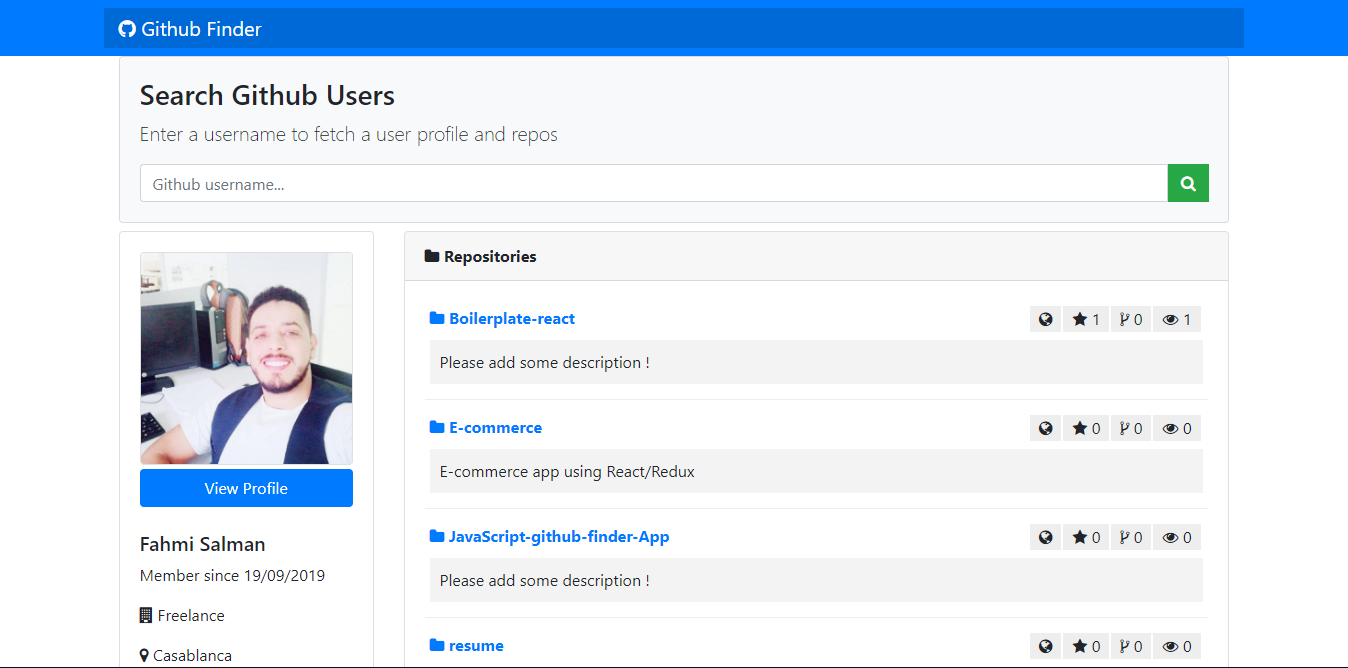 Github Finder
Search Github Users
Enter a username to fetch a user profile and repos
Github username...
View Profile
Fahmi Salman
Member since 19/09/2019
Freelance
Casablanca
Repositories
Boilerplate-react 1 0 1
Please add some description !
E-commerce 0 0 0
E-commerce app using React/Redux
JavaScript-github-finder-App 0 0 0
Please add some description !
resume 0 0 0